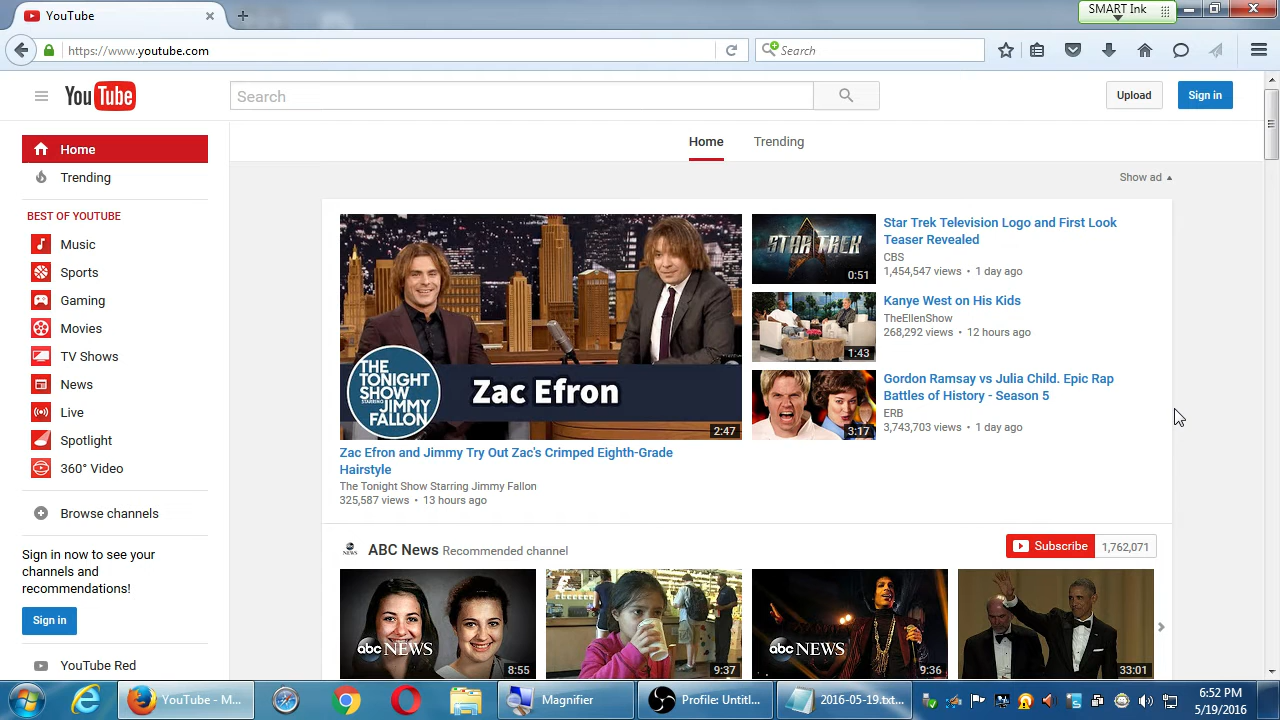 YouTube
SMART Ink
https://www.youtube.com
Search
YouTube
Search
Upload
Sign in
Home
Trending
Home
Trending
BEST OF YOUTUBE
Music
Sports
Gaming
Movies
TV Shows
News
Live
Spotlight
360° Video
Browse channels
Sign in now to see your
channels and
recommendations!
Sign in
YouTube Red
Show ad
THE
TONIGHT
SHOW
STARRING
JIMMY
FALLON
Zac Efron
2:47
Zac Efron and Jimmy Try Out Zac's Crimped Eighth-Grade
Hairstyle
The Tonight Show Starring Jimmy Fallon
325,587 views • 13 hours ago
STAR TREK
0:51
Star Trek Television Logo and First Look
Teaser Revealed
CBS
1,454,547 views • 1 day ago
1:43
Kanye West on His Kids
TheEllenShow
268,292 views • 12 hours ago
3:17
Gordon Ramsay vs Julia Child. Epic Rap
Battles of History - Season 5
ERB
3,743,703 views • 1 day ago
ABC News Recommended channel
Subscribe 1,762,071
abc NEWS
8:55
9:37
abc NEWS
9:36
33:01
YouTube - M...
Magnifier
Profile: Untitl...
2016-05-19.txt...
6:52 PM
5/19/2016